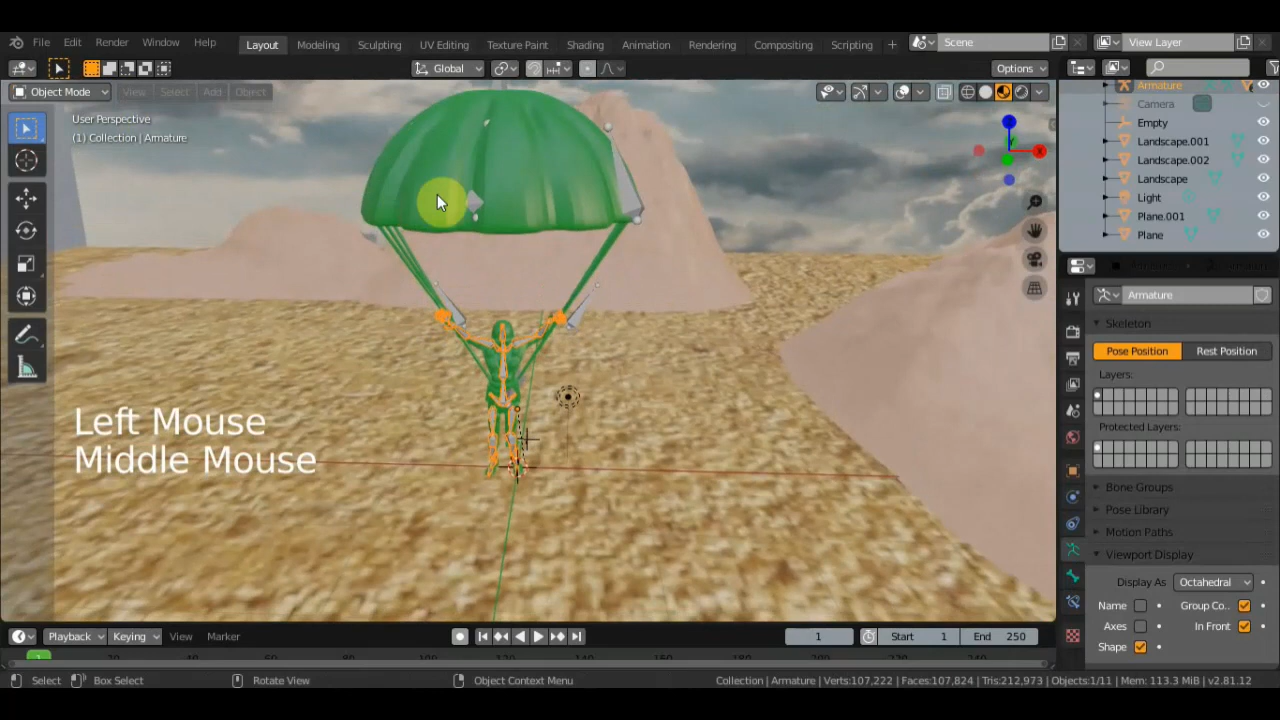 File Edit Render Window Help Layout Modeling Sculpting UV Editing Texture Paint Shading Animation Rendering Compositing Scripting + Scene View Layer
Global Options
Object Mode View Select Add Object
User Perspective
(1) Collection | Armature
Armature
Camera
Empty
Landscape.001
Landscape.002
Landscape
Light
Plane.001
Plane
Armature
Skeleton
Pose Position Rest Position
Layers:
Protected Layers:
Bone Groups
Pose Library
Motion Paths
Viewport Display
Display As Octahedral
Name Group Co..
Axes In Front
Shape
Left Mouse
Middle Mouse
Playback Keying View Marker 1 Start 1 End 250
Select Box Select Rotate View Object Context Menu Collection | Armature | Verts:107,222 | Faces:107,824 | Tris:212,973 | Objects:1/11 | Mem: 113.3 MiB | v2.81.12